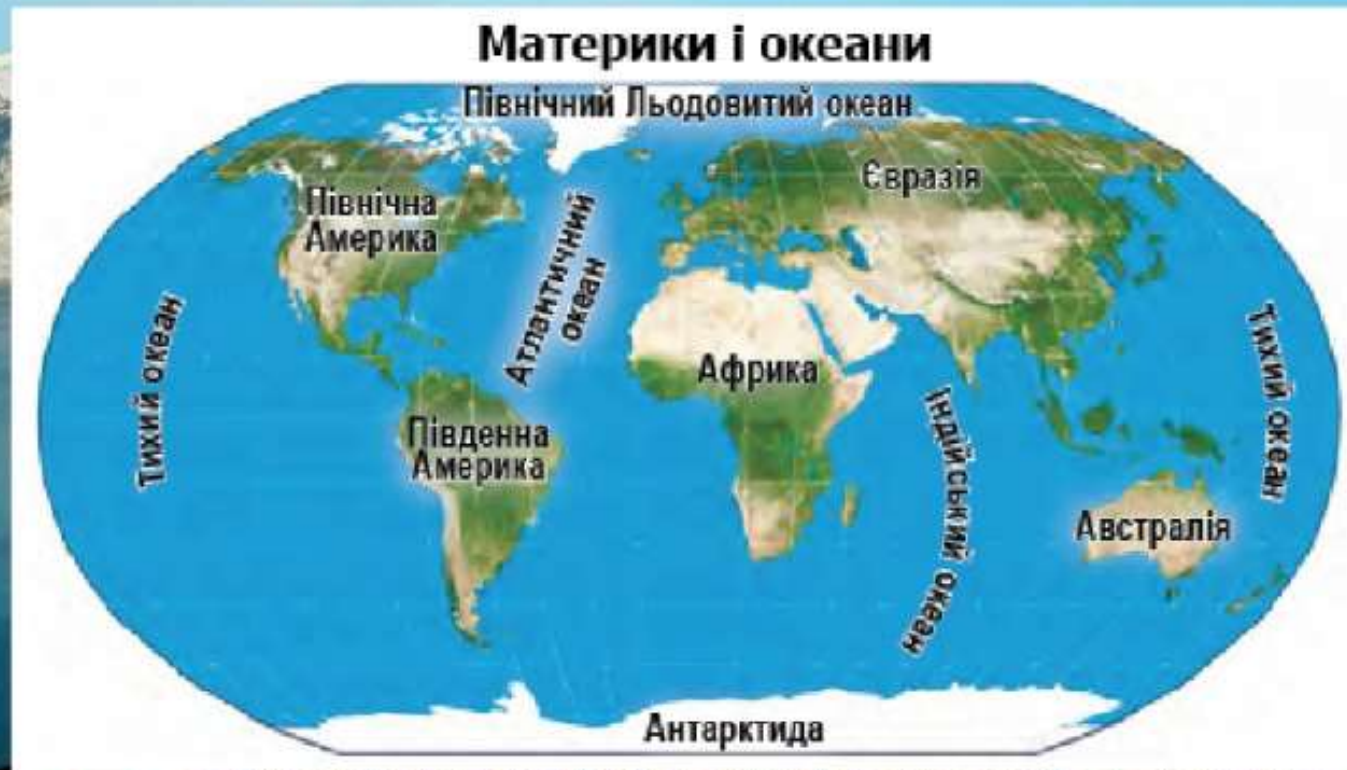 Материки і океани
Північний Льодовитий океан
Євразія
Північна
Америка
Атлантичний
океан
Тихий океан
Тихий океан
Африка
Індійський океан
Південна
Америка
Австралія
Антарктида